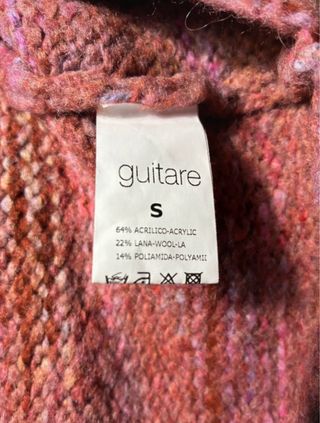 guitare
S
64% ACRILICO-ACRYLIC
22% LANA-WOOL-LA
14% POLIAMIDA-POLYAMII